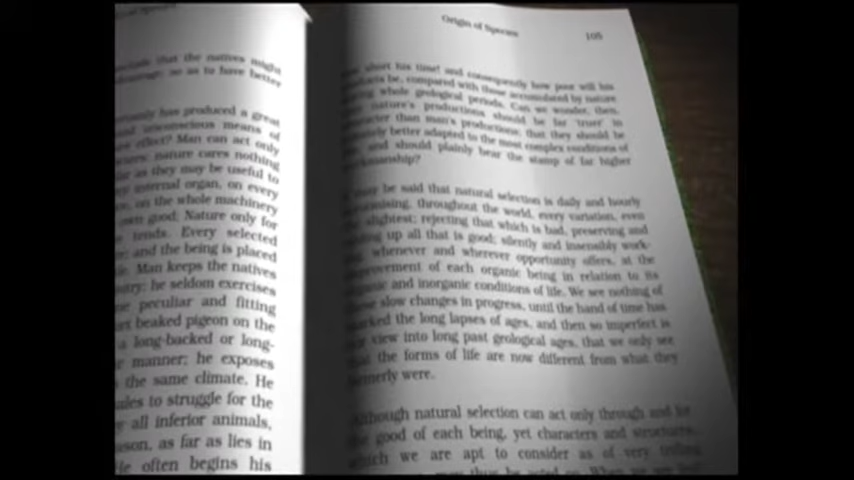 that the natives might
so as to have better
has produced a great
unconscious means of
effect? Man can act only
nature cares nothing
as they may be useful to
internal organ, on every
on the whole machinery
own good; Nature only for
tends. Every selected
and the being is placed
Man keeps the natives
he seldom exercises
peculiar and fitting
beaked pigeon on the
a long-backed or long-
manner; he exposes
the same climate. He
to struggle for the
all inferior animals,
as far as lies in
He often begins his
Origin of Species
105
short his time! and consequently how poor will his
be, compared with those accumulated by nature
whole geological periods. Can we wonder, then,
nature's productions should be far 'truer' in
than man's productions; that they should be
better adapted to the most complex conditions of
and should plainly bear the stamp of far higher
be said that natural selection is daily and hourly
throughout the world, every variation, even
slightest; rejecting that which is bad, preserving and
up all that is good; silently and insensibly work-
whenever and wherever opportunity offers, at the
of each organic being in relation to its
and inorganic conditions of life. We see nothing of
slow changes in progress, until the hand of time has
the long lapses of ages, and then so imperfect is
view into long past geological ages, that we only see
that the forms of life are now different from what they
formerly were.
Although natural selection can act only through and for
the good of each being, yet characters and structures,
which we are apt to consider as of very trifling
may thus be acted on. When we